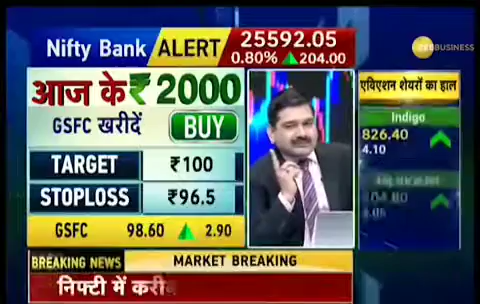 Nifty Bank ALERT 25592.05
0.80% ▲ 204.00
ZEE BUSINESS
आज के ₹ 2000
GSFC खरीदें BUY
TARGET ₹100
STOPLOSS ₹96.5
GSFC 98.60 ▲ 2.90
एविएशन शेयरों का हाल
Indigo
826.40
4.10
BREAKING NEWS MARKET BREAKING
निफ्टी में करीब